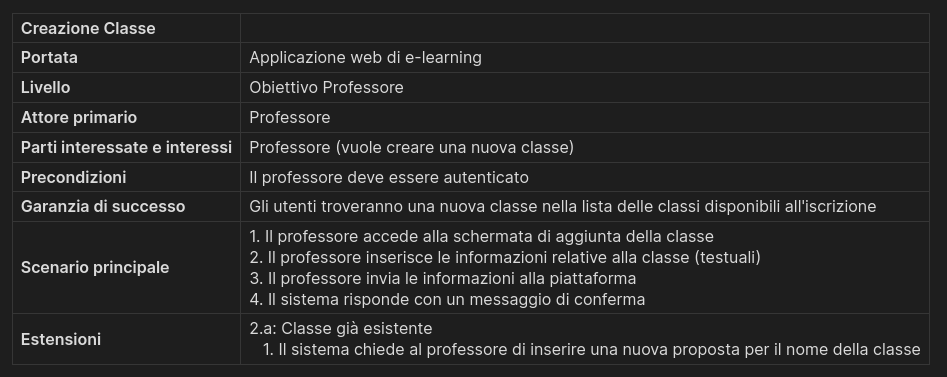 Creazione Classe
Portata Applicazione web di e-learning
Livello Obiettivo Professore
Attore primario Professore
Parti interessate e interessi Professore (vuole creare una nuova classe)
Precondizioni Il professore deve essere autenticato
Garanzia di successo Gli utenti troveranno una nuova classe nella lista delle classi disponibili all'iscrizione
Scenario principale
1. Il professore accede alla schermata di aggiunta della classe
2. Il professore inserisce le informazioni relative alla classe (testuali)
3. Il professore invia le informazioni alla piattaforma
4. Il sistema risponde con un messaggio di conferma
Estensioni
2.a: Classe già esistente
1. Il sistema chiede al professore di inserire una nuova proposta per il nome della classe